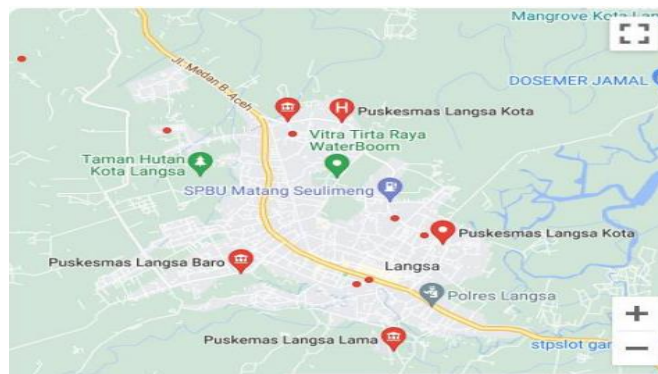 Mangrove Kota Lan
Jl. Medan B. Aceh
DOSEMER JAMAL
H
Puskesmas Langsa Kota
Vitra Tirta Raya
WaterBoom
Taman Hutan
Kota Langsa
SPBU Matang Seulimeng
Puskesmas Langsa Kota
Puskesmas Langsa Baro
Langsa
Polres Langsa
+
Puskemas Langsa Lama
stpslot gar
−